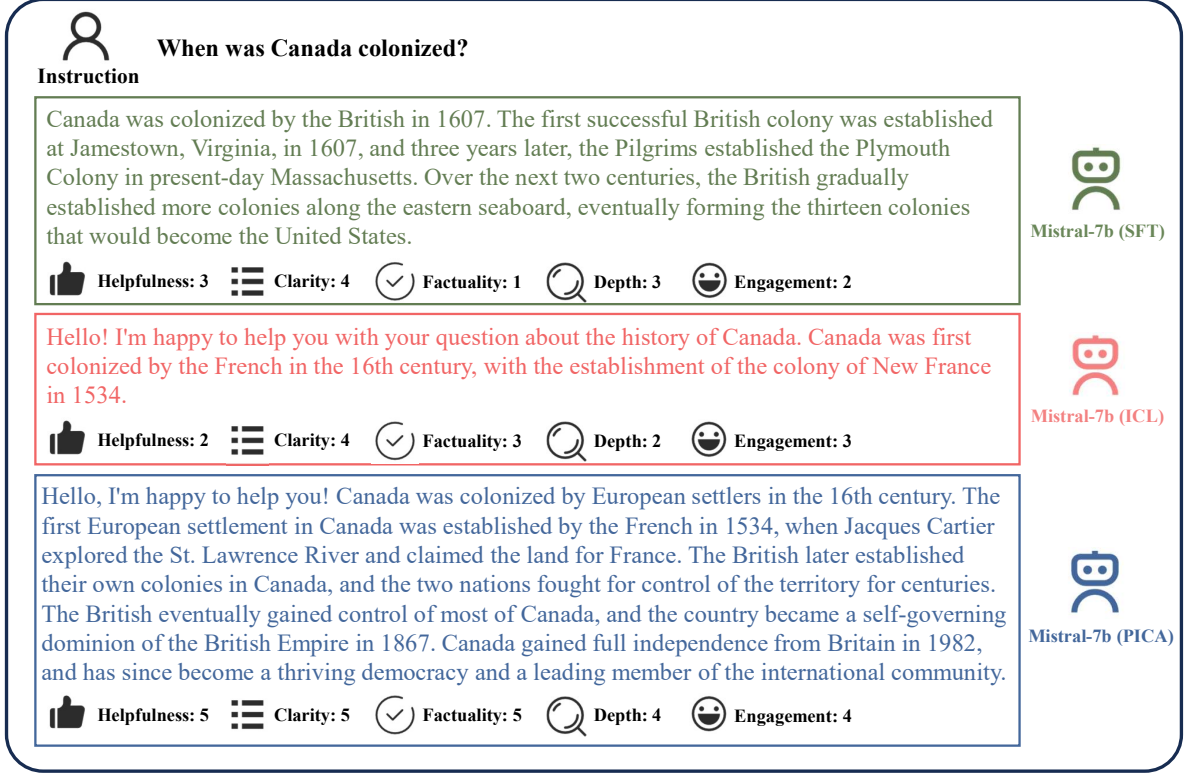 When was Canada colonized?
Instruction
Canada was colonized by the British in 1607. The first successful British colony was established
at Jamestown, Virginia, in 1607, and three years later, the Pilgrims established the Plymouth
Colony in present-day Massachusetts. Over the next two centuries, the British gradually
established more colonies along the eastern seaboard, eventually forming the thirteen colonies
that would become the United States.
Mistral-7b (SFT)
Helpfulness: 3 Clarity: 4 Factuality: 1 Depth: 3 Engagement: 2
Hello! I'm happy to help you with your question about the history of Canada. Canada was first
colonized by the French in the 16th century, with the establishment of the colony of New France
in 1534.
Mistral-7b (ICL)
Helpfulness: 2 Clarity: 4 Factuality: 3 Depth: 2 Engagement: 3
Hello, I'm happy to help you! Canada was colonized by European settlers in the 16th century. The
first European settlement in Canada was established by the French in 1534, when Jacques Cartier
explored the St. Lawrence River and claimed the land for France. The British later established
their own colonies in Canada, and the two nations fought for control of the territory for centuries.
The British eventually gained control of most of Canada, and the country became a self-governing
dominion of the British Empire in 1867. Canada gained full independence from Britain in 1982,
and has since become a thriving democracy and a leading member of the international community.
Mistral-7b (PICA)
Helpfulness: 5 Clarity: 5 Factuality: 5 Depth: 4 Engagement: 4